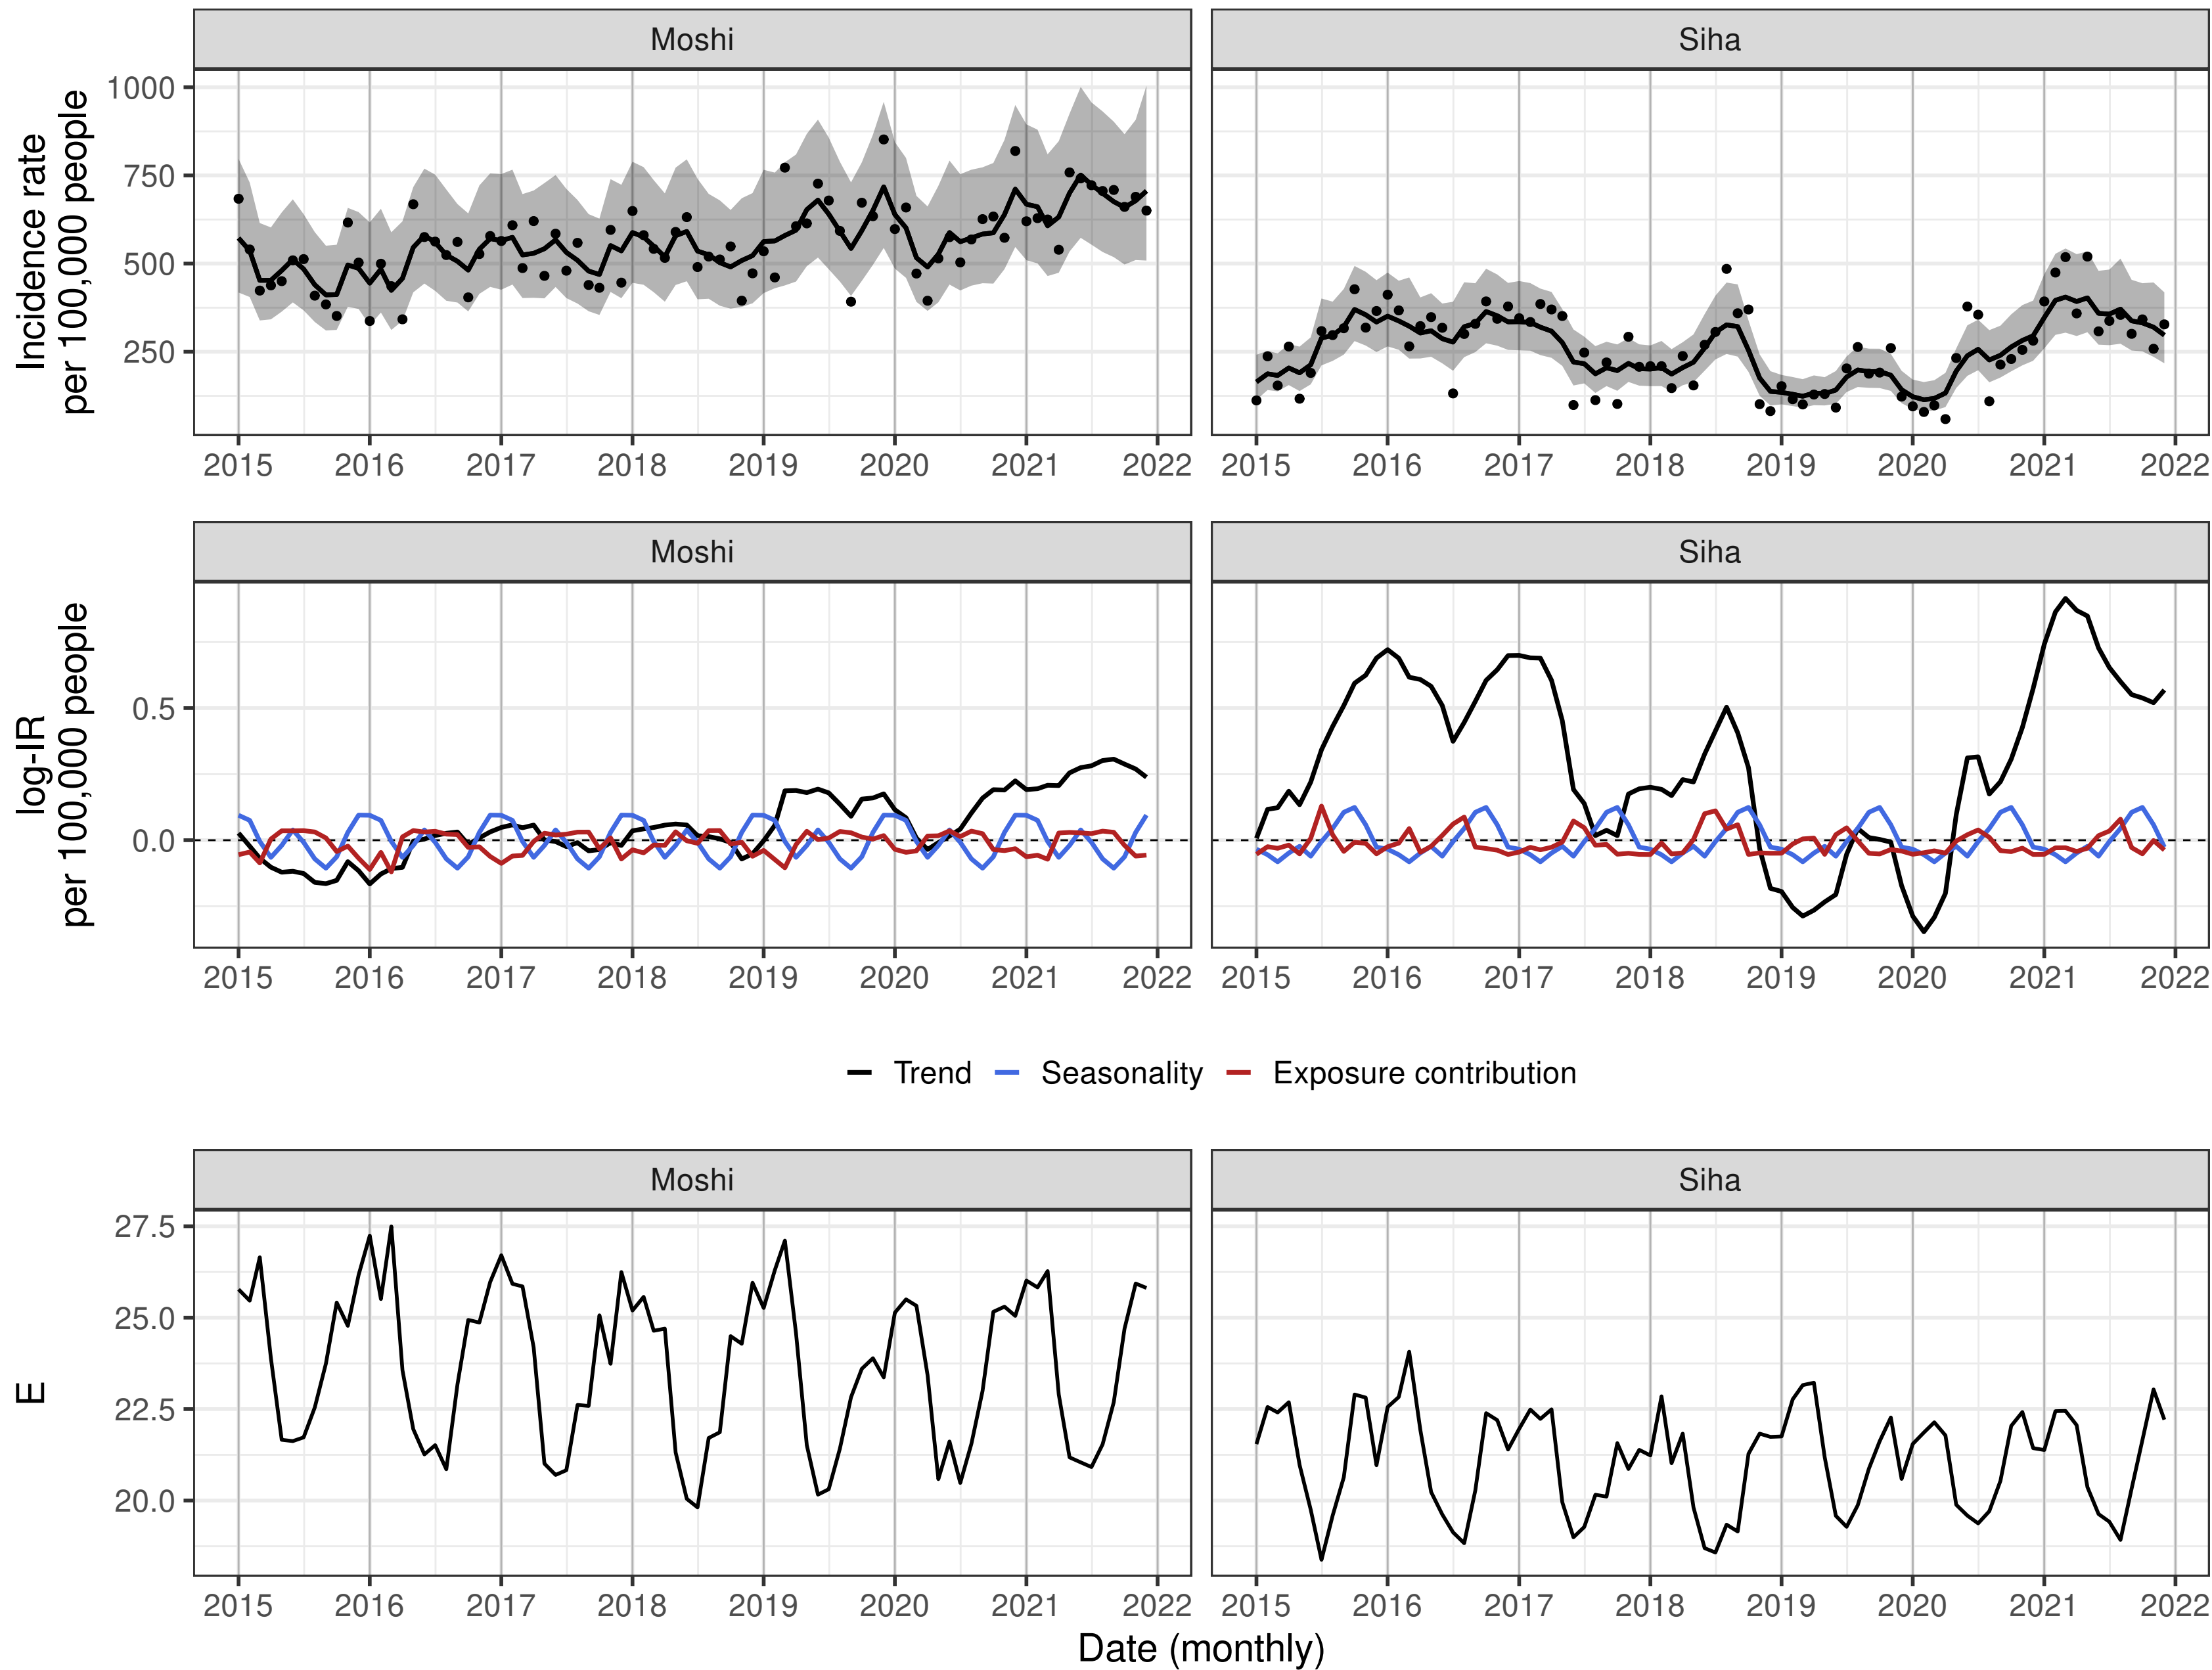 Moshi
Siha
Incidence rate
per 100,000 people
1000
750
500
250
2015 2016 2017 2018 2019 2020 2021 2022
2015 2016 2017 2018 2019 2020 2021 2022
Moshi
Siha
log-IR
per 100,000 people
0.5
0.0
2015 2016 2017 2018 2019 2020 2021 2022
2015 2016 2017 2018 2019 2020 2021 2022
Trend Seasonality Exposure contribution
Moshi
Siha
E
27.5
25.0
22.5
20.0
2015 2016 2017 2018 2019 2020 2021 2022
2015 2016 2017 2018 2019 2020 2021 2022
Date (monthly)